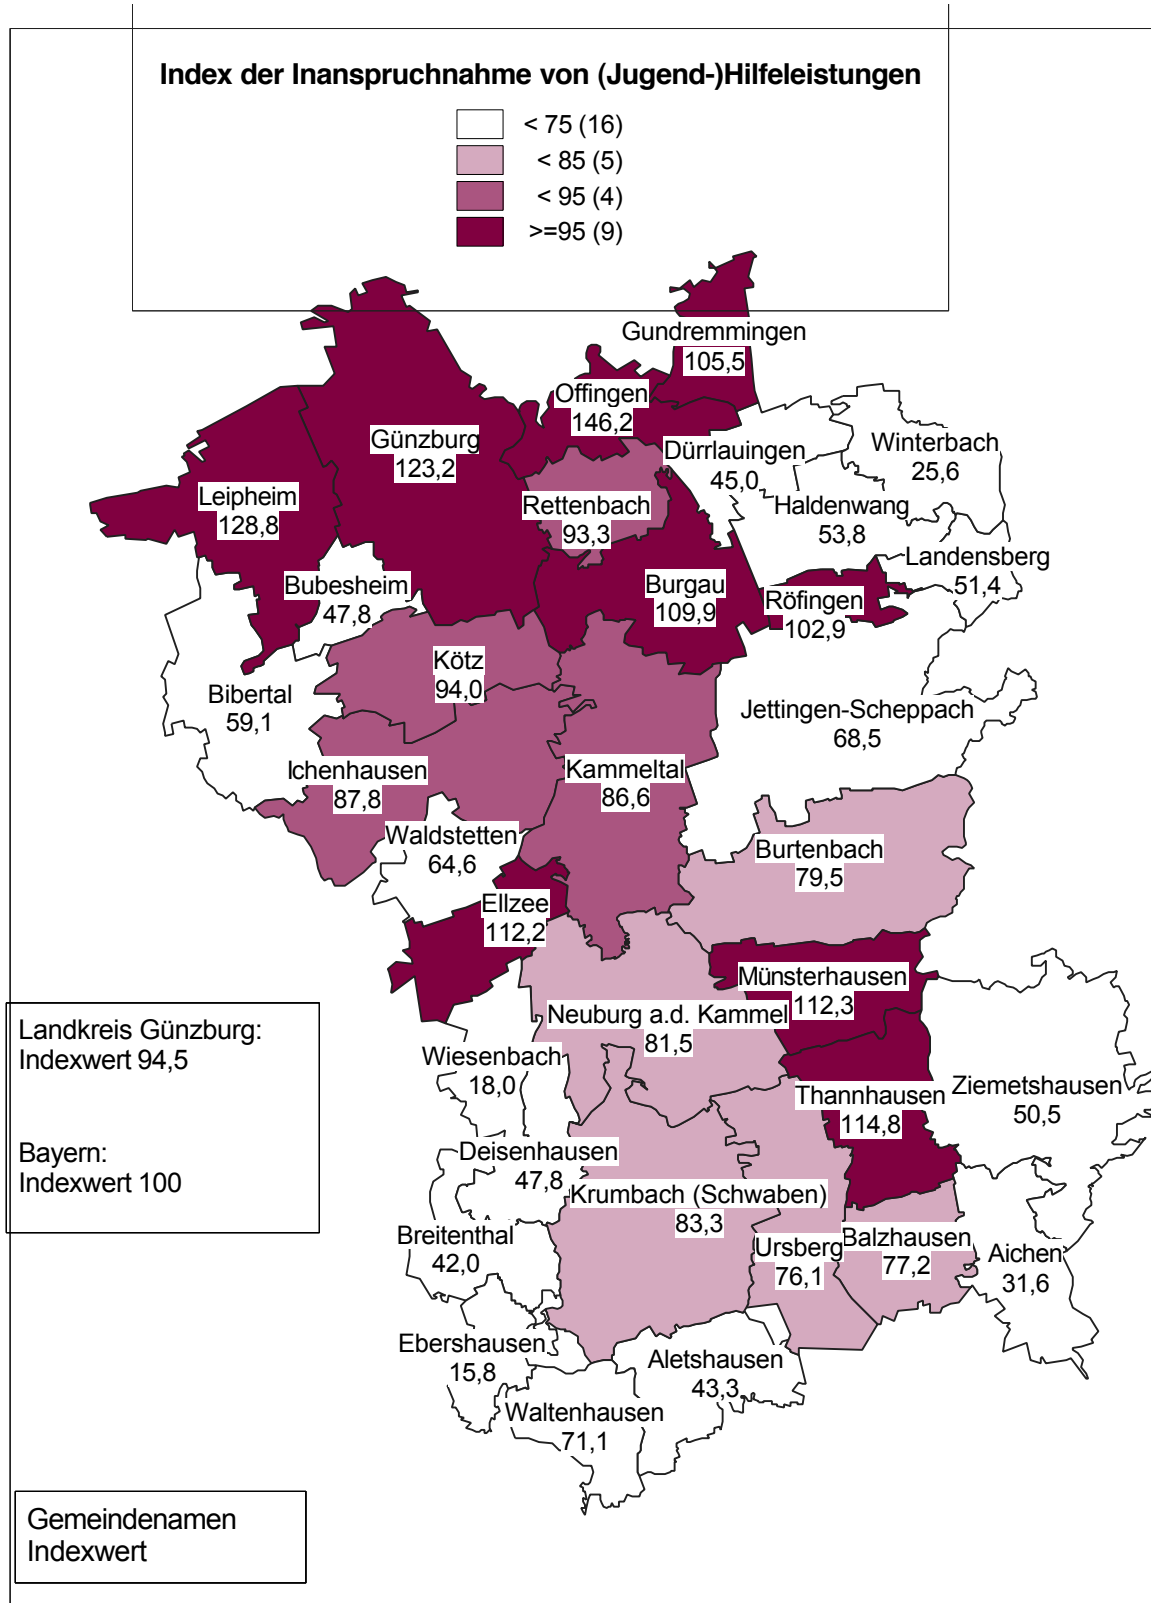 Index der Inanspruchnahme von (Jugend-)Hilfeleistungen
< 75 (16)
< 85 (5)
< 95 (4)
>=95 (9)
Gundremmingen
105,5
Offingen
146,2
Günzburg
123,2
Dürrlauingen
45,0
Winterbach
25,6
Leipheim
128,8
Rettenbach
93,3
Haldenwang
53,8
Landensberg
51,4
Bubesheim
47,8
Burgau
109,9
Röfingen
102,9
Kötz
94,0
Bibertal
59,1
Jettingen-Scheppach
68,5
Ichenhausen
87,8
Kammeltal
86,6
Waldstetten
64,6
Burtenbach
79,5
Ellzee
112,2
Münsterhausen
112,3
Neuburg a.d. Kammel
81,5
Landkreis Günzburg:
Indexwert 94,5
Bayern:
Indexwert 100
Wiesenbach
18,0
Thannhausen
114,8
Ziemetshausen
50,5
Deisenhausen
47,8
Krumbach (Schwaben)
83,3
Breitenthal
42,0
Ursberg
76,1
Balzhausen
77,2
Aichen
31,6
Ebershausen
15,8
Aletshausen
43,3
Waltenhausen
71,1
Gemeindenamen
Indexwert